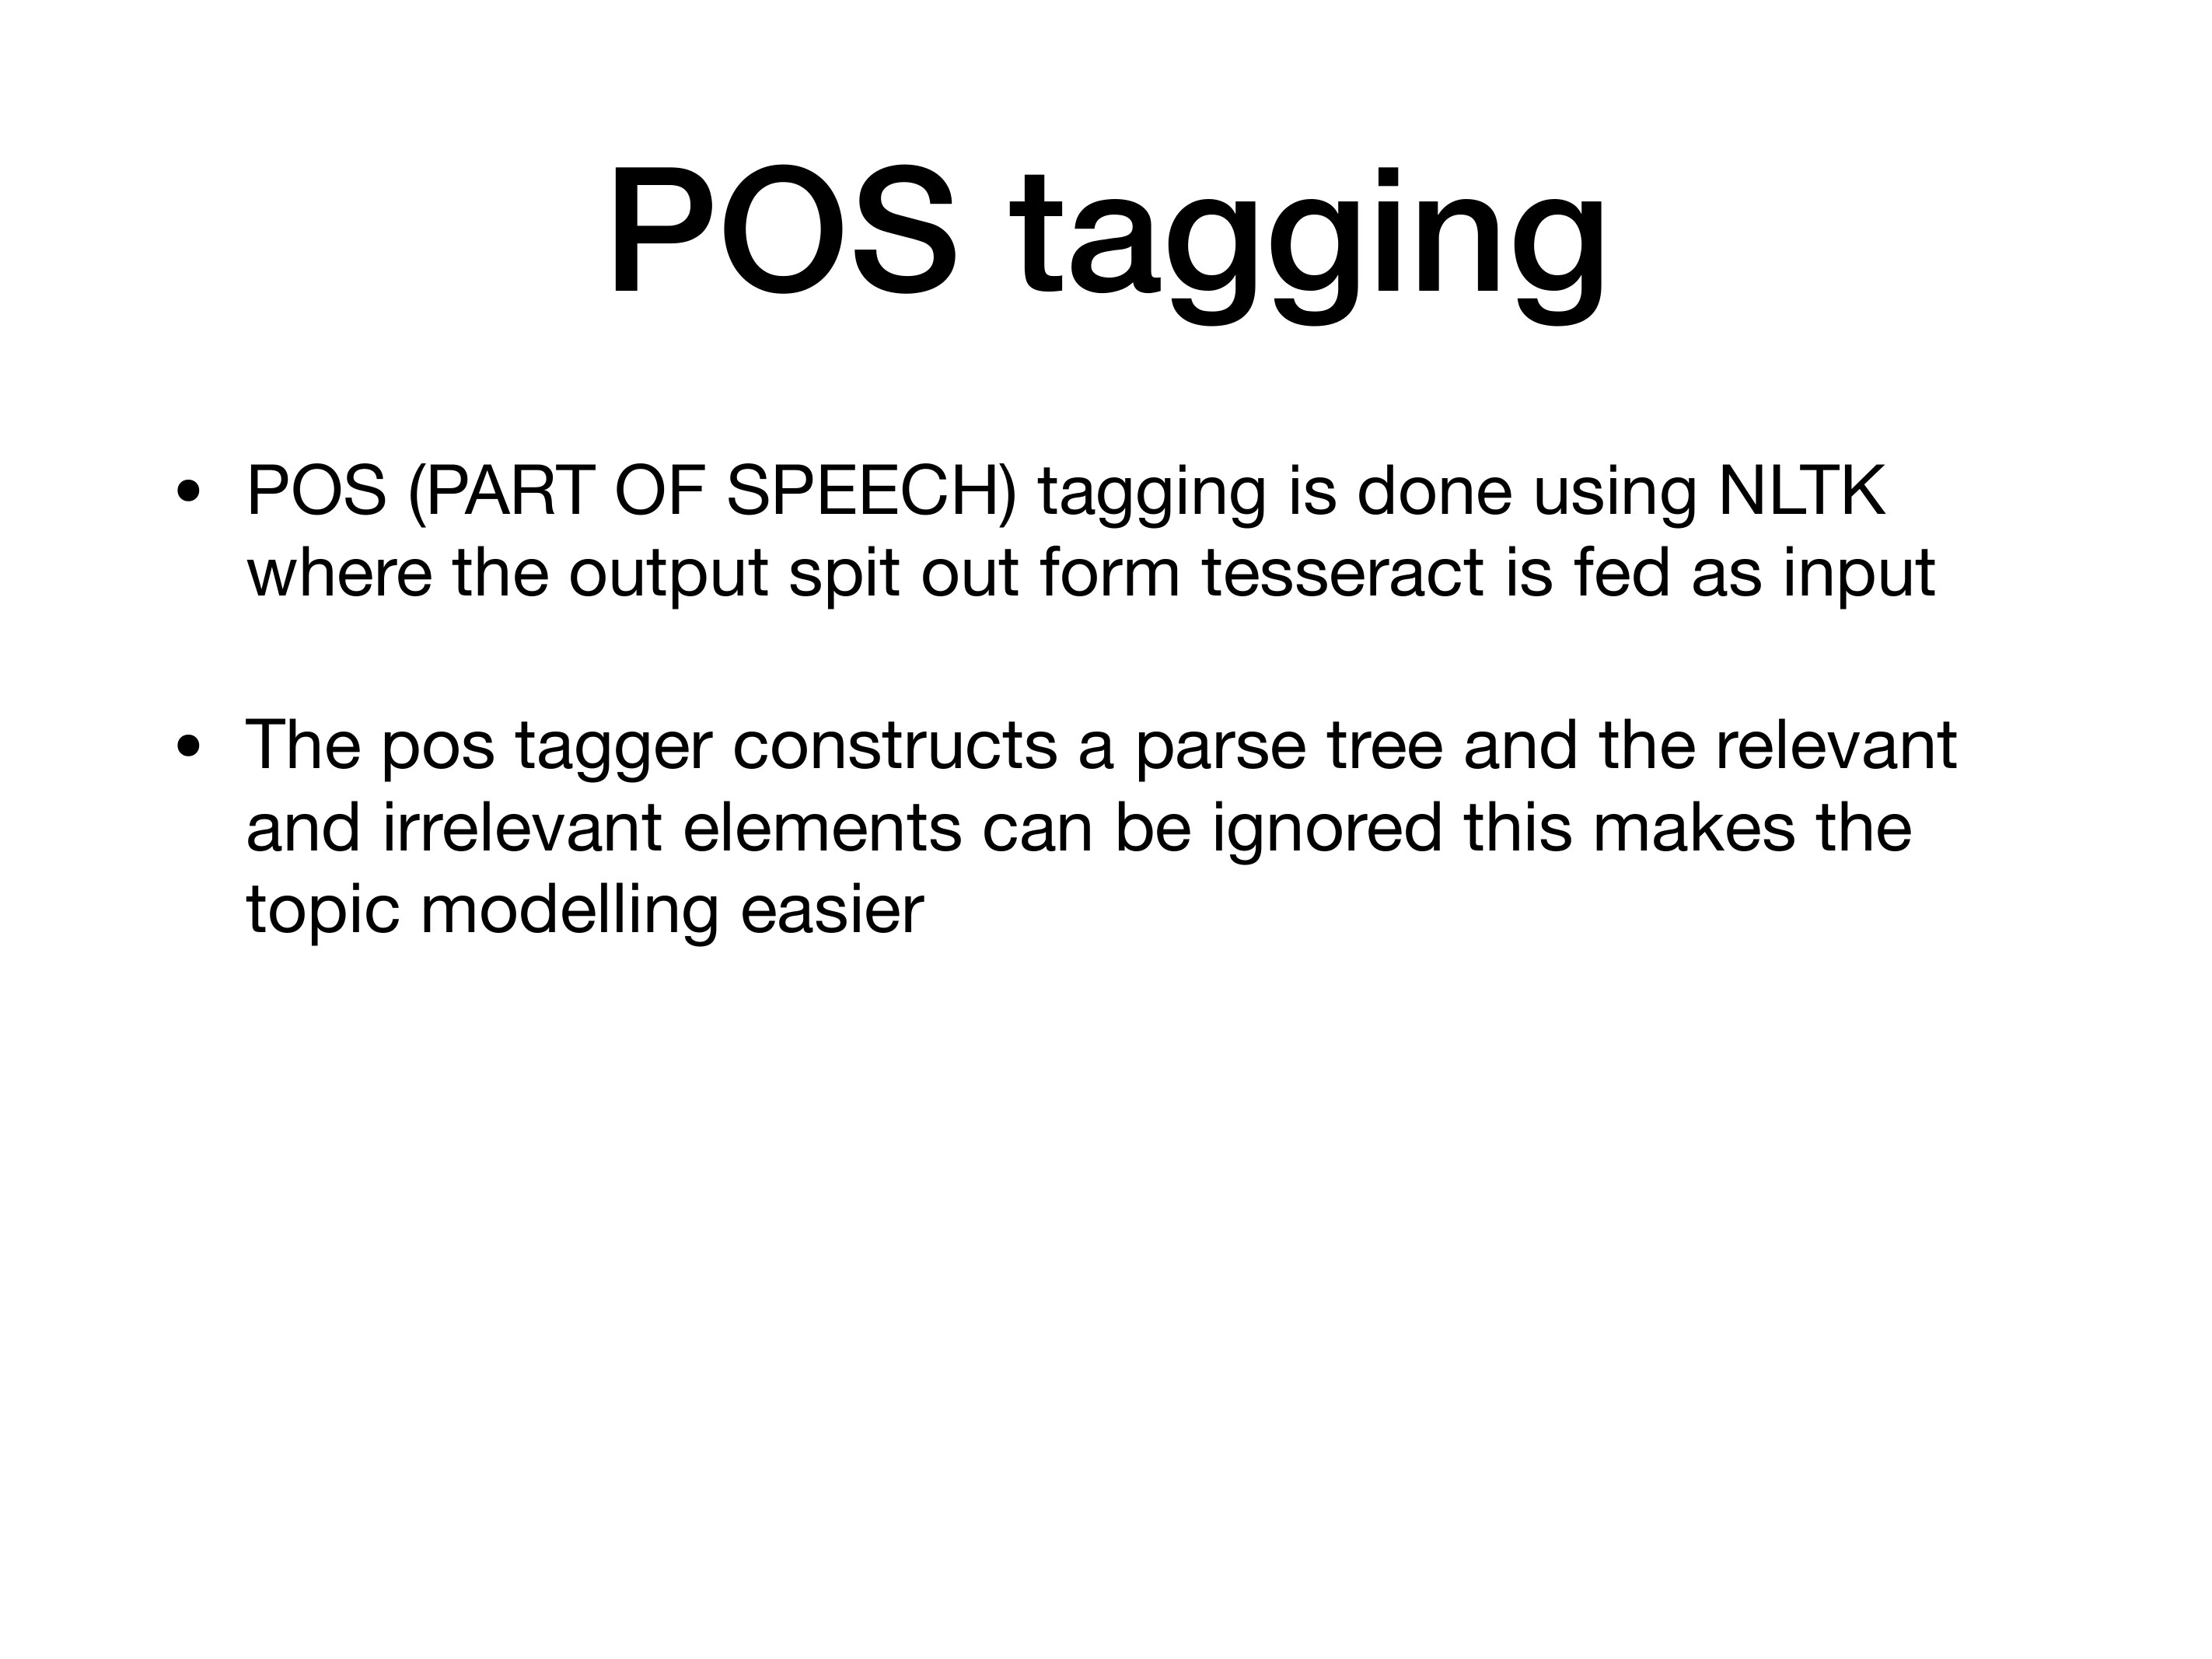 POS tagging
• POS (PART OF SPEECH) tagging is done using NLTK
where the output spit out form tesseract is fed as input
• The pos tagger constructs a parse tree and the relevant
and irrelevant elements can be ignored this makes the
topic modelling easier